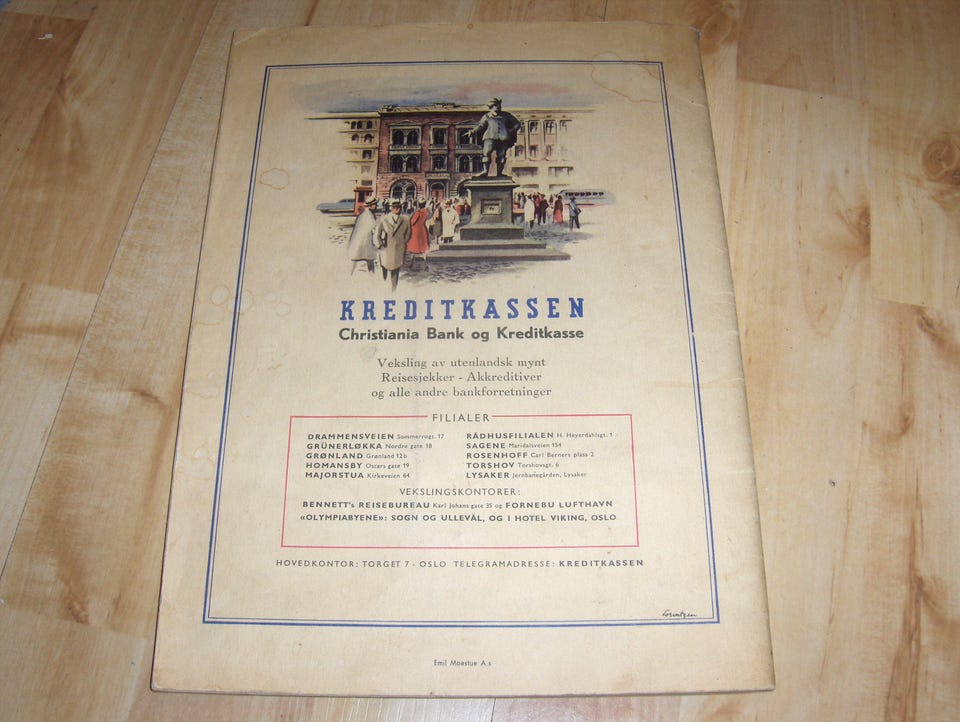 KREDITKASSEN
Christiania Bank og Kreditkasse
Veksling av utenlandsk mynt
Reisesjekker - Akkreditiver
og alle andre bankforretninger
FILIALER
DRAMMENSVEIEN Sommerrogt. 17
GRÜNERLØKKA Nordre gate 18
GRØNLAND Grønland 12b
HOMANSBY Oscars gate 19
MAJORSTUA Kirkeveien 64
RÅDHUSFILIALEN H. Heyerdahlsgt. 1
SAGENE Maridalsveien 154
ROSENHOFF Carl Berners plass 2
TORSHOV Torshovsgt. 6
LYSAKER Jernbanegården, Lysaker
VEKSLINGSKONTORER:
BENNETT's REISEBUREAU Karl Johans gate 35 og FORNEBU LUFTHAVN
«OLYMPIABYENE»: SOGN OG ULLEVÅL, OG I HOTEL VIKING, OSLO
HOVEDKONTOR: TORGET 7 - OSLO TELEGRAMADRESSE: KREDITKASSEN
Lorentzen
Emil Moestue A.s